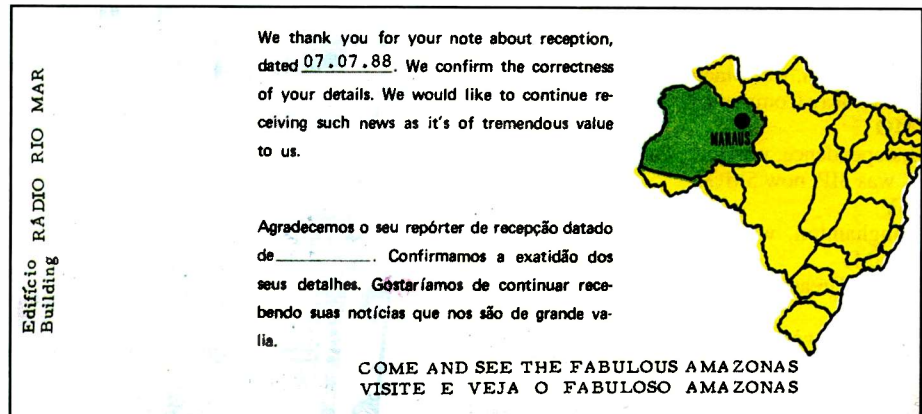 Edifício RÁDIO RIO MAR
Building
We thank you for your note about reception,
dated 07.07.88. We confirm the correctness
of your details. We would like to continue re-
ceiving such news as it's of tremendous value
to us.
Agradecemos o seu repórter de recepção datado
de__________. Confirmamos a exatidão dos
seus detalhes. Gostaríamos de continuar rece-
bendo suas notícias que nos são de grande va-
lia.
MANAUS
COME AND SEE THE FABULOUS AMAZONAS
VISITE E VEJA O FABULOSO AMAZONAS